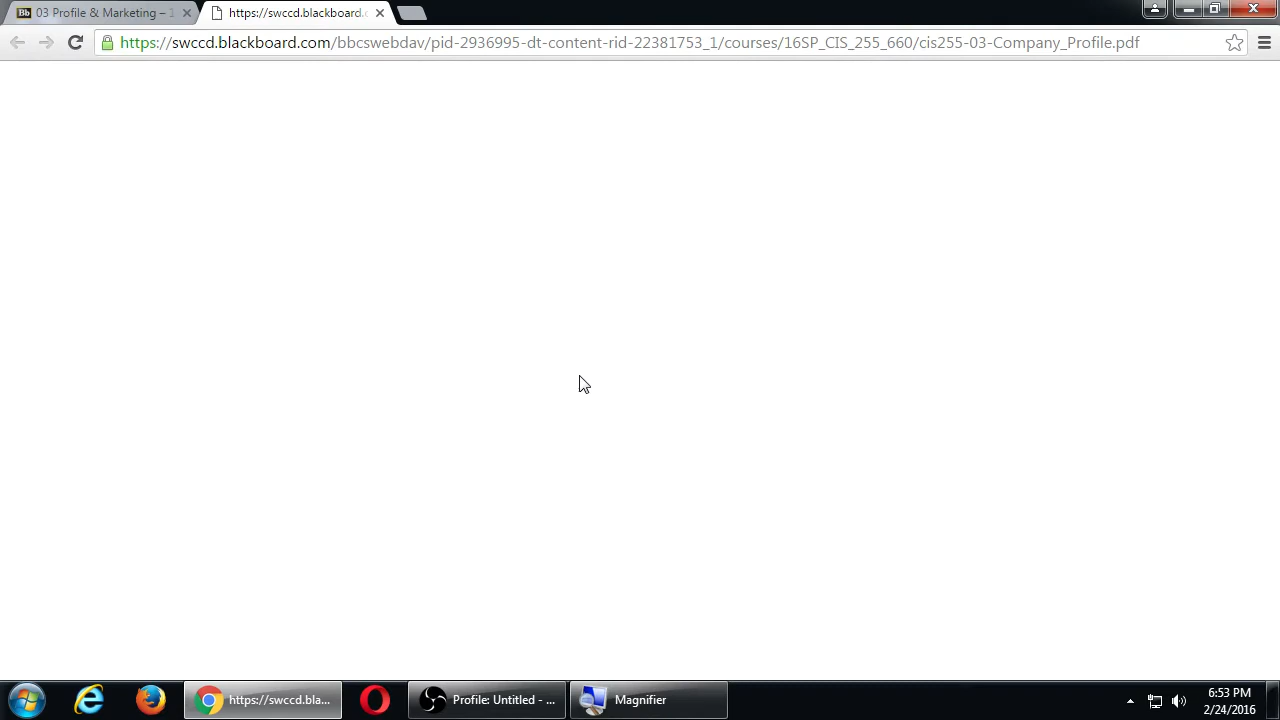 03 Profile & Marketing – 1
https://swccd.blackboard.c
https://swccd.blackboard.com/bbcswebdav/pid-2936995-dt-content-rid-22381753_1/courses/16SP_CIS_255_660/cis255-03-Company_Profile.pdf
https://swccd.bla...
Profile: Untitled - ...
Magnifier
6:53 PM
2/24/2016